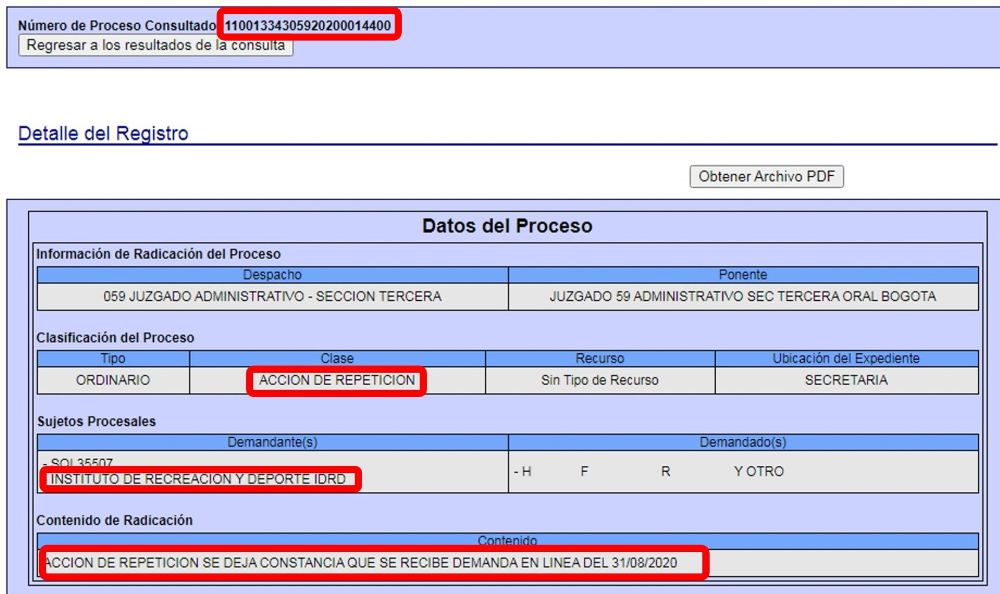 Número de Proceso Consultado 11001334305920200014400
Regresar a los resultados de la consulta
Detalle del Registro
Obtener Archivo PDF
Datos del Proceso
Información de Radicación del Proceso
Despacho Ponente
059 JUZGADO ADMINISTRATIVO - SECCION TERCERA JUZGADO 59 ADMINISTRATIVO SEC TERCERA ORAL BOGOTA
Clasificación del Proceso
Tipo Clase Recurso Ubicación del Expediente
ORDINARIO ACCION DE REPETICION Sin Tipo de Recurso SECRETARIA
Sujetos Procesales
Demandante(s) Demandado(s)
- SOL35507
INSTITUTO DE RECREACION Y DEPORTE IDRD
- H F R Y OTRO
Contenido de Radicación
Contenido
ACCION DE REPETICION SE DEJA CONSTANCIA QUE SE RECIBE DEMANDA EN LINEA DEL 31/08/2020